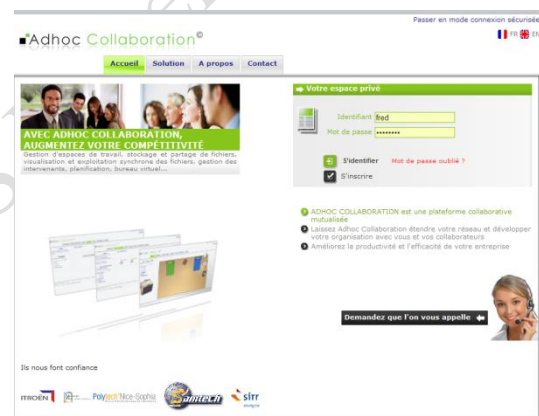 Passer en mode connexion sécurisée
Adhoc Collaboration©
FR EN
Accueil Solution A propos Contact
AVEC ADHOC COLLABORATION,
AUGMENTEZ VOTRE COMPÉTITIVITÉ
Gestion d'espaces de travail, stockage et partage de fichiers,
visualisation et exploitation synchrone des fichiers, gestion des
intervenants, planification, bureau virtuel...
Votre espace privé
Identifiant fred
Mot de passe ••••••••
S'identifier Mot de passe oublié ?
S'inscrire
ADHOC COLLABORATION est une plateforme collaborative
mutualisée
Laissez Adhoc Collaboration étendre votre réseau et développer
votre organisation avec vous et vos collaborateurs
Améliorez la productivité et l'efficacité de votre entreprise
Demandez que l'on vous appelle
Ils nous font confiance
Polytech'Nice-Sophia
sirr